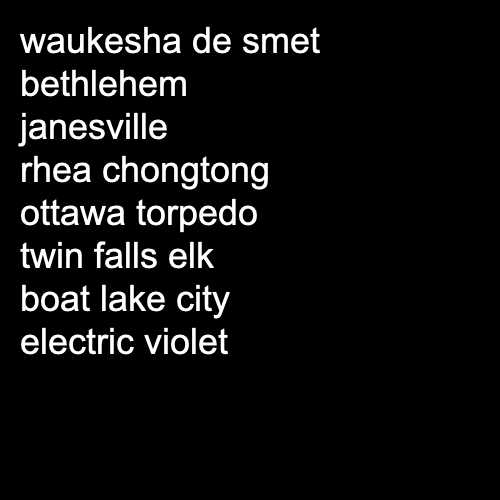 waukesha de smet
bethlehem
janesville
rhea chongtong
ottawa torpedo
twin falls elk
boat lake city
electric violet